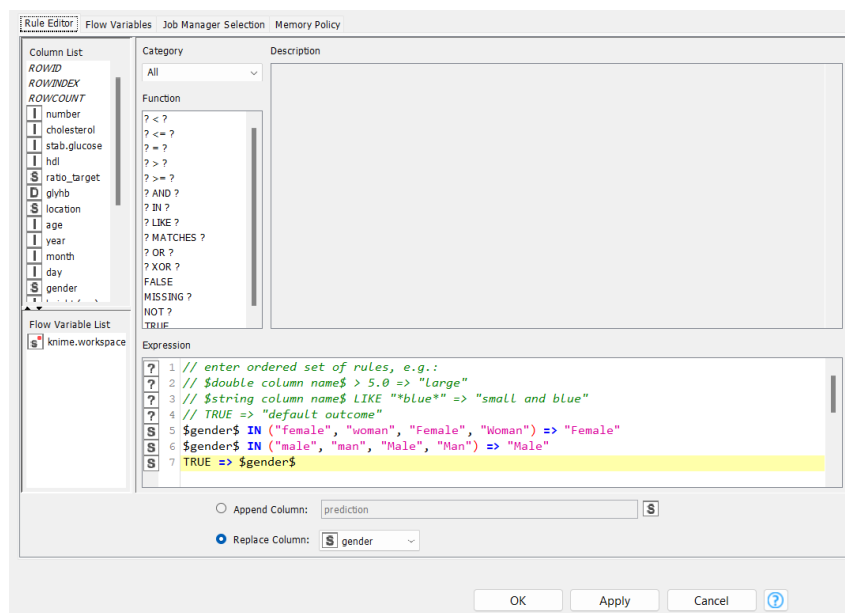 Rule Editor Flow Variables Job Manager Selection Memory Policy
Column List
ROWID
ROWINDEX
ROWCOUNT
I number
I cholesterol
I stab.glucose
I hdl
S ratio_target
D glyhb
S location
I age
I year
I month
I day
S gender
Flow Variable List
s knime.workspace
Category
All
Function
? < ?
? <= ?
? = ?
? > ?
? >= ?
? AND ?
? IN ?
? LIKE ?
? MATCHES ?
? OR ?
? XOR ?
FALSE
MISSING ?
NOT ?
TRUE
Description
Expression
? 1 // enter ordered set of rules, e.g.:
? 2 // $double column name$ > 5.0 => "large"
? 3 // $string column name$ LIKE "*blue*" => "small and blue"
? 4 // TRUE => "default outcome"
S 5 $gender$ IN ("female", "woman", "Female", "Woman") => "Female"
S 6 $gender$ IN ("male", "man", "Male", "Man") => "Male"
S 7 TRUE => $gender$
Append Column: prediction S
Replace Column: S gender
OK Apply Cancel ?